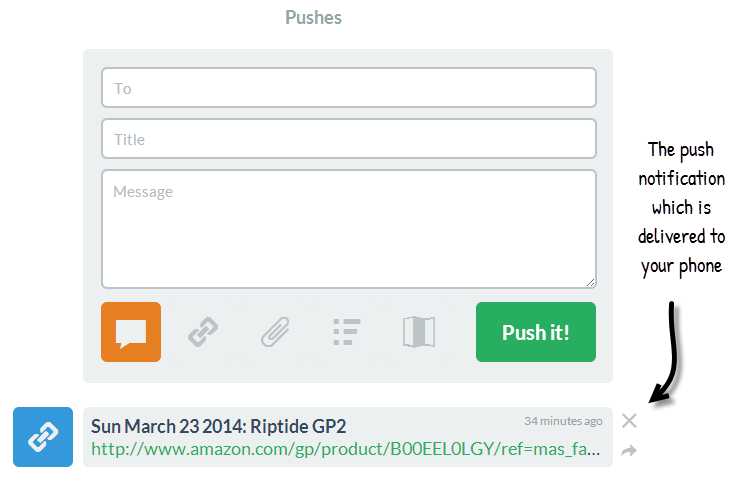 Pushes
To
Title
Message
The push
notification
which is
delivered to
your phone
Push it!
Sun March 23 2014: Riptide GP2
34 minutes ago
http://www.amazon.com/gp/product/B00EEL0LGY/ref=mas_fa...